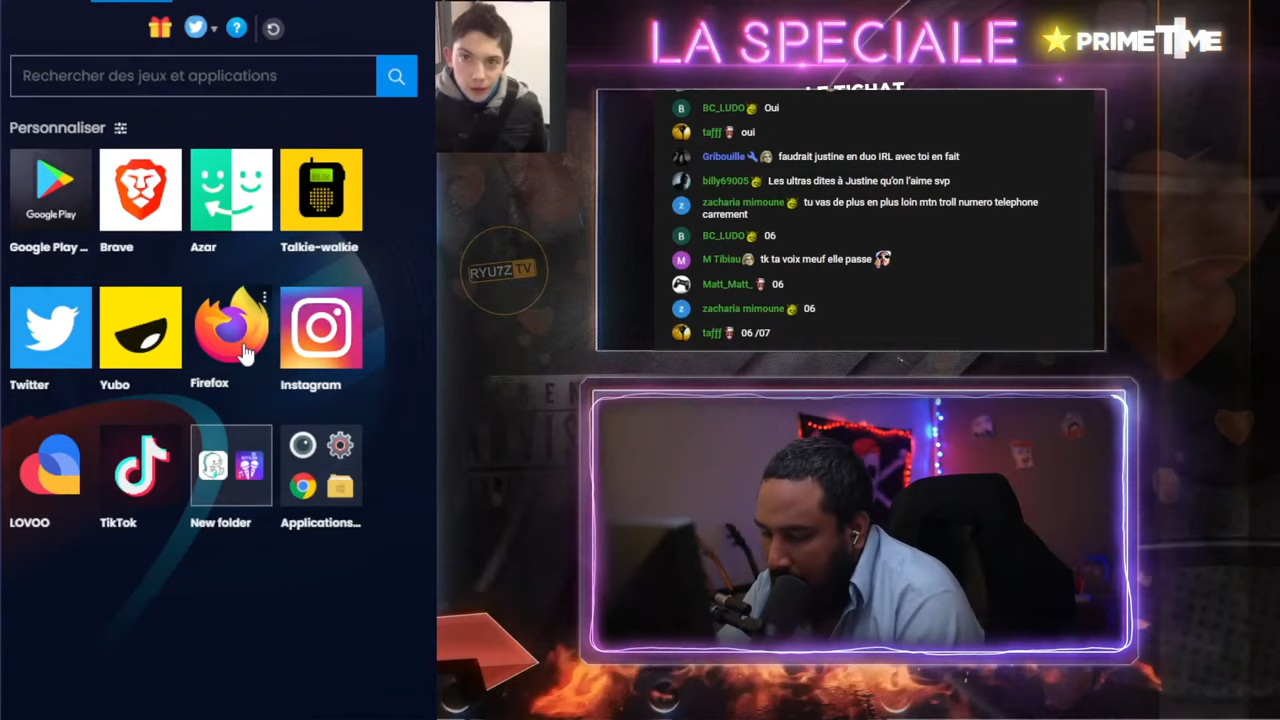 Rechercher des jeux et applications
Personnaliser
Google Play
Google Play ...
Brave
Azar
Talkie-walkie
Twitter
Yubo
Firefox
Instagram
LOVOO
TikTok
New folder
Applications...
LA SPECIALE
PRIMETIME
LE TCHAT
BC_LUDO Oui
tafff oui
Gribouille faudrait justine en duo IRL avec toi en fait
billy69005 Les ultras dites à Justine qu'on l'aime svp
zacharia mimoune tu vas de plus en plus loin mtn troll numero telephone
carrement
BC_LUDO 06
M Tibiau tk ta voix meuf elle passe
Matt_Matt_ 06
zacharia mimoune 06
tafff 06 /07
RYU7Z TV